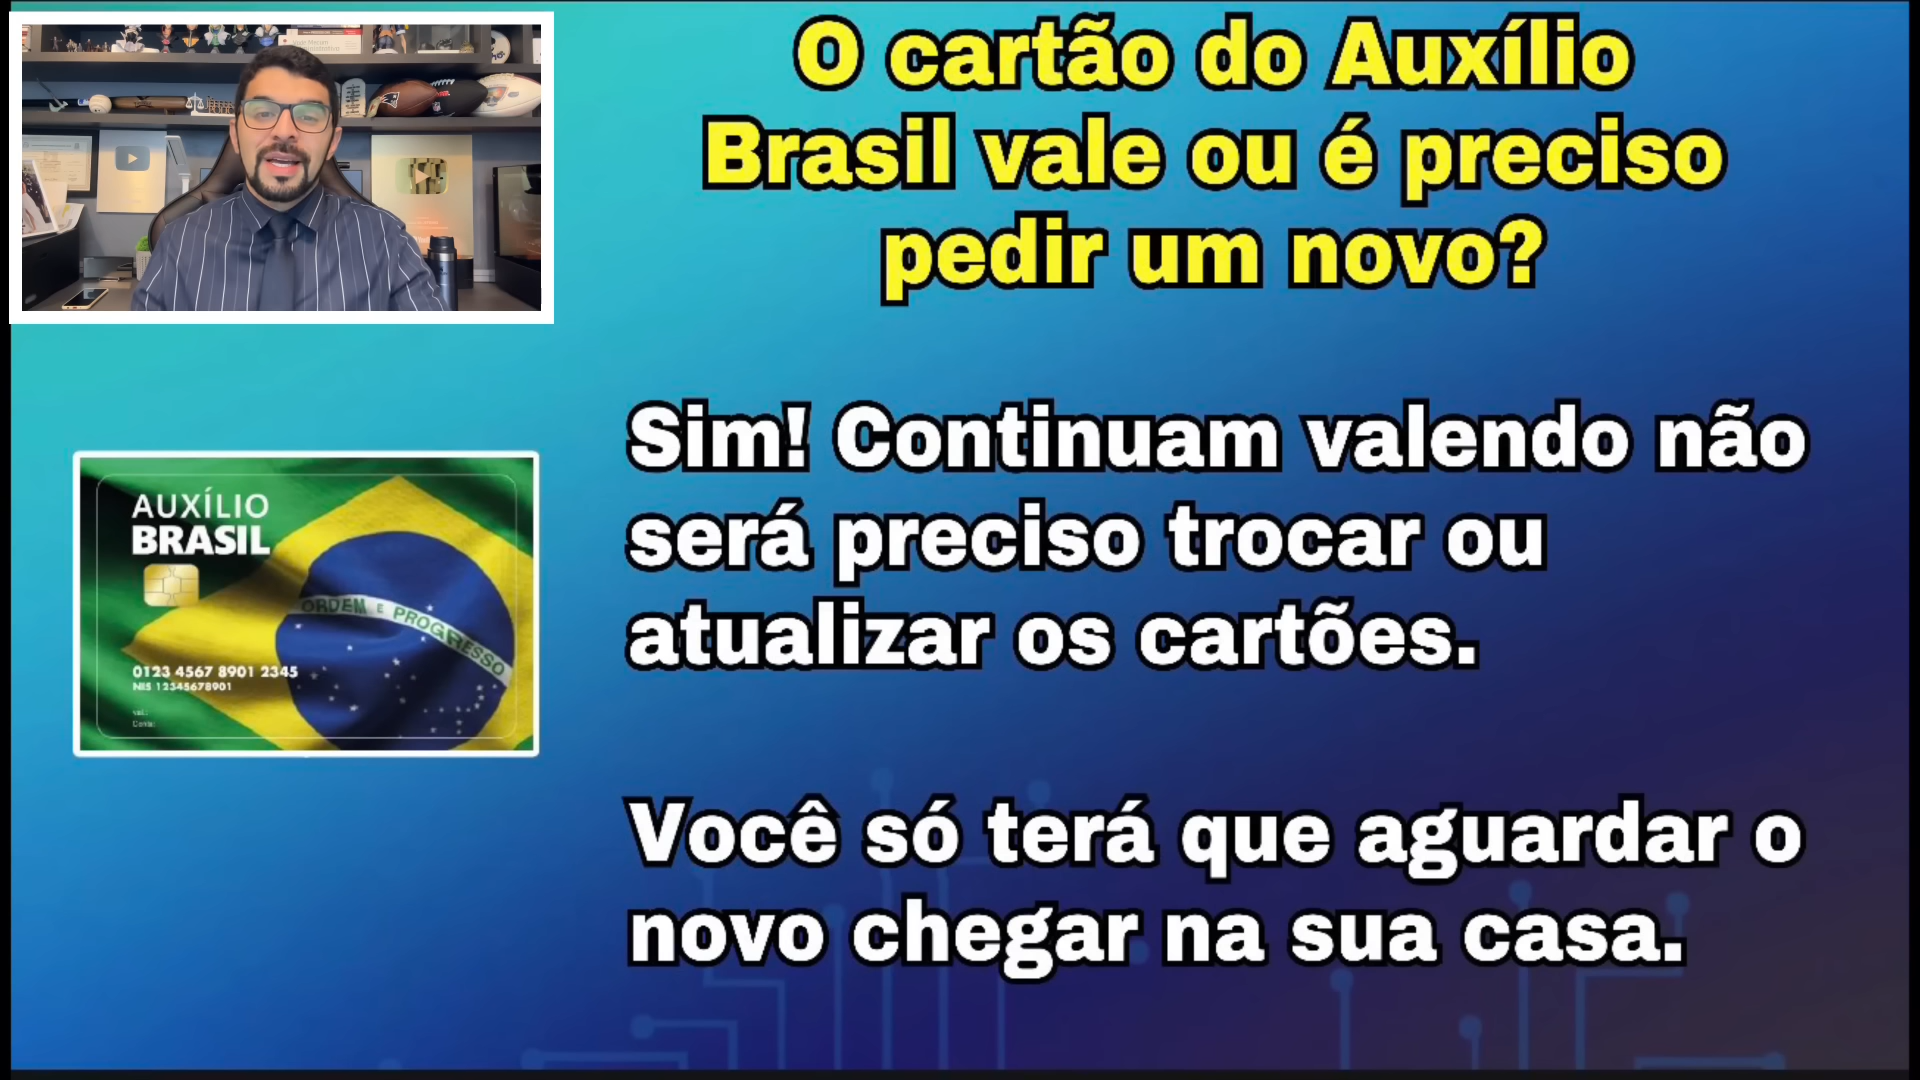 O cartão do Auxílio
Brasil vale ou é preciso
pedir um novo?
Sim! Continuam valendo não
será preciso trocar ou
atualizar os cartões.
Você só terá que aguardar o
novo chegar na sua casa.
AUXÍLIO
BRASIL
ORDEM E PROGRESSO
0123 4567 8901 2345
NIS 12345678901